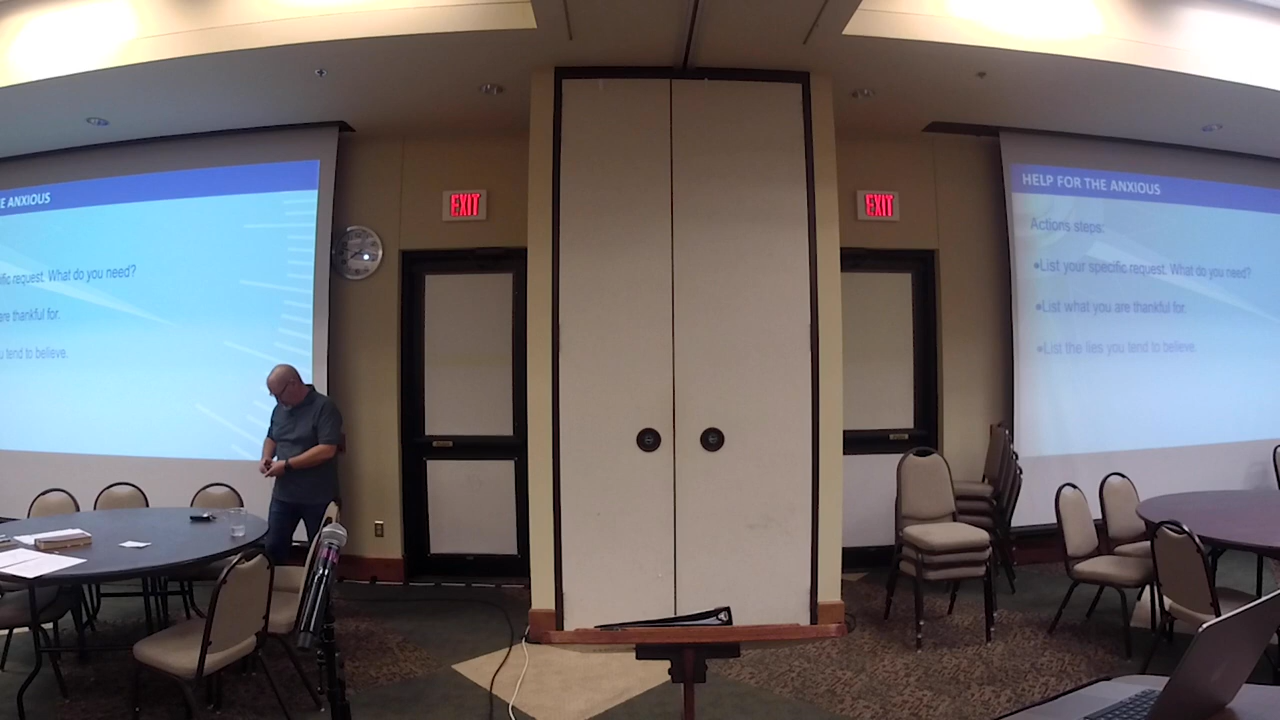 E ANXIOUS
ific request. What do you need?
are thankful for.
u tend to believe.
EXIT
EXIT
HELP FOR THE ANXIOUS
Actions steps:
•List your specific request. What do you need?
•List what you are thankful for.
•List the lies you tend to believe.